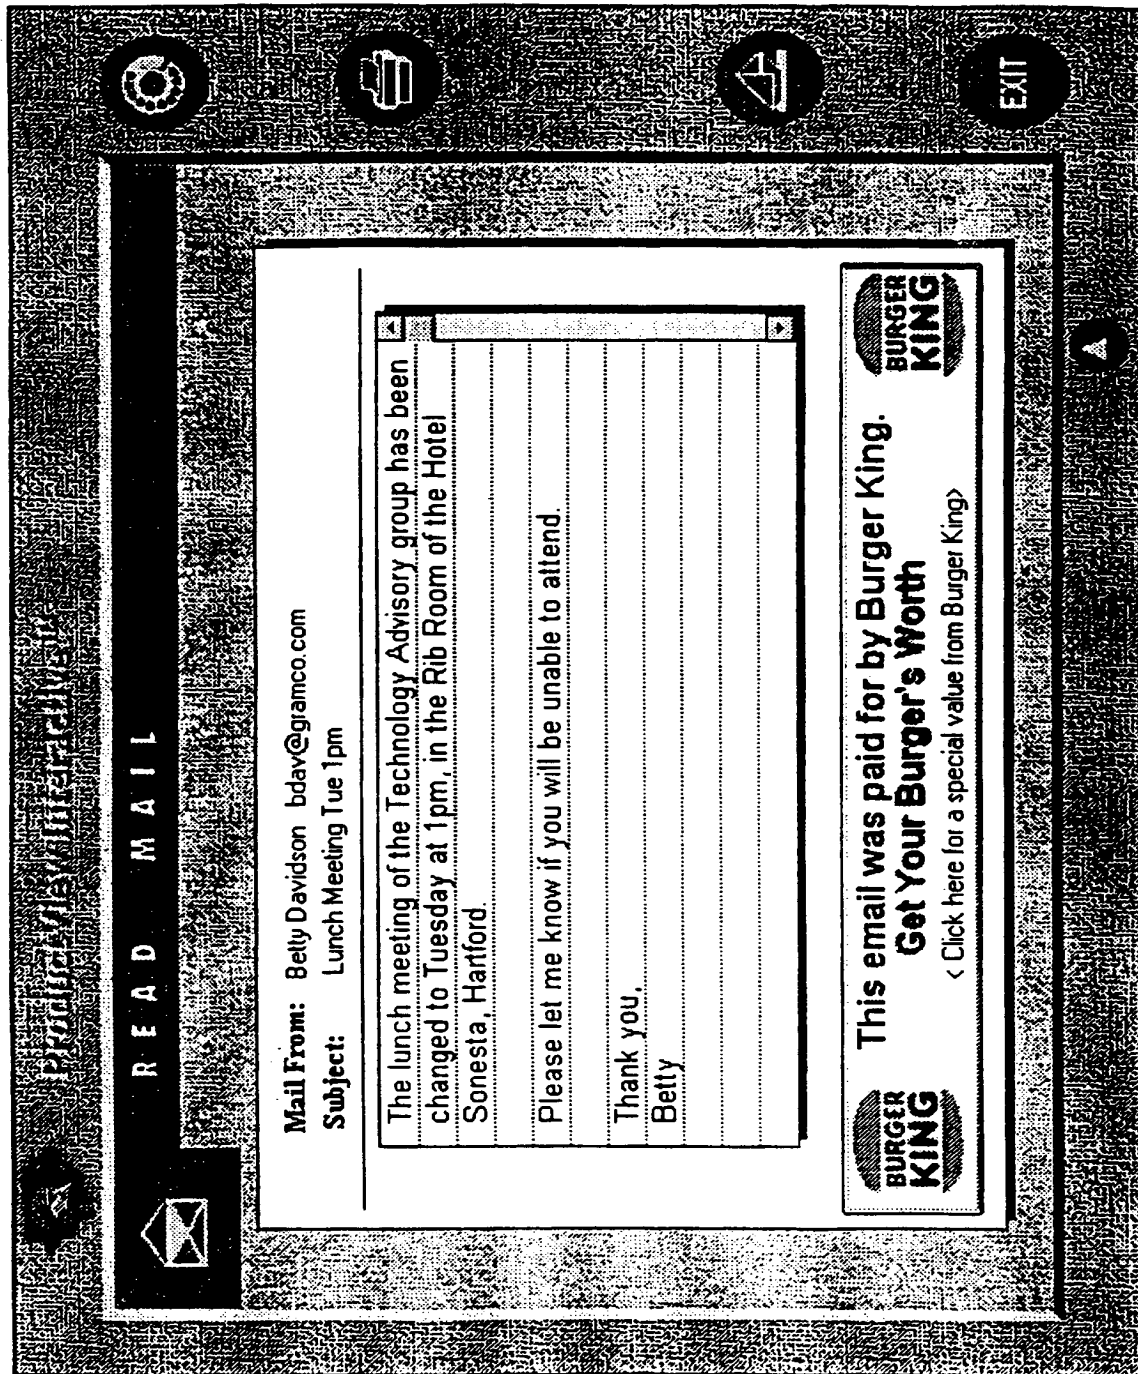 ProductView Interactive
READ MAIL
EXIT
Mail From: Betty Davidson bdav@gramco.com
Subject: Lunch Meeting Tue 1pm
The lunch meeting of the Technology Advisory group has been
changed to Tuesday at 1pm, in the Rib Room of the Hotel
Sonesta, Hartford.
Please let me know if you will be unable to attend.
Thank you,
Betty
BURGER
KING
This email was paid for by Burger King.
Get Your Burger's Worth
< Click here for a special value from Burger King>
BURGER
KING